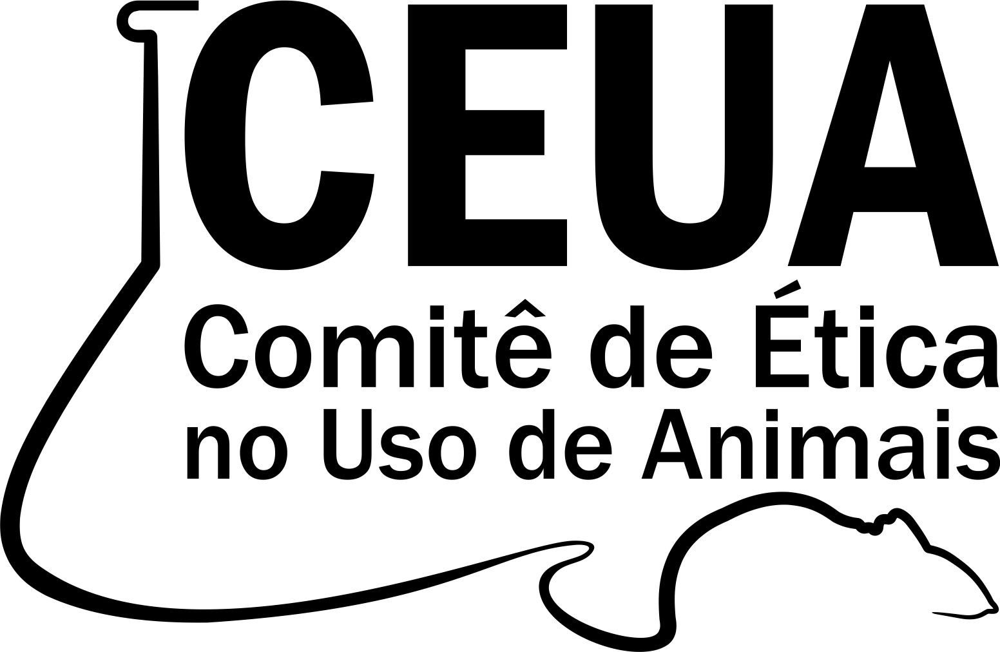 CEUA
Comitê de Ética
no Uso de Animais